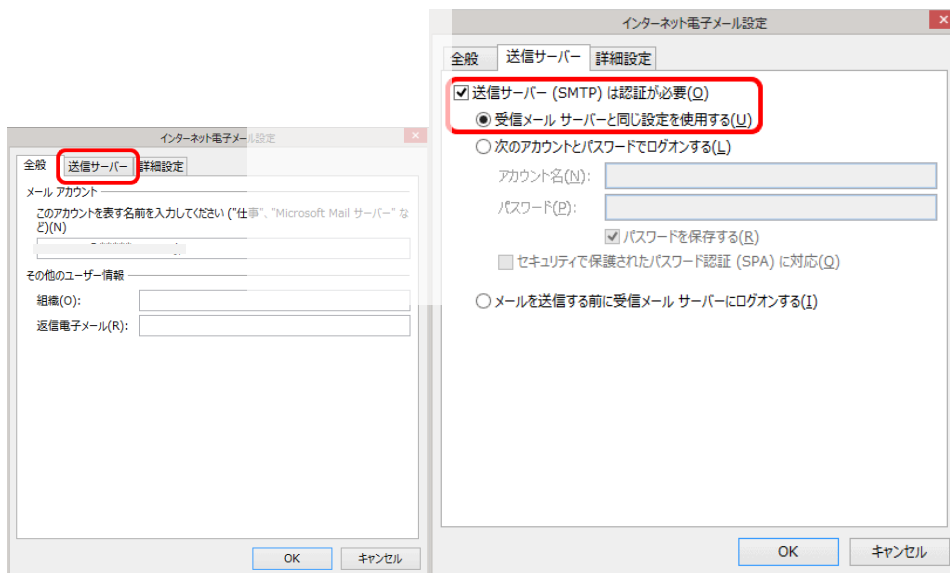 インターネット電子メール設定
全般
送信サーバー
詳細設定
メール アカウント
このアカウントを表す名前を入力してください ("仕事"、"Microsoft Mail サーバー" な
ど)(N)
その他のユーザー情報
組織(O):
返信電子メール(R):
OK
キャンセル
インターネット電子メール設定
全般
送信サーバー
詳細設定
送信サーバー (SMTP) は認証が必要(O)
受信メール サーバーと同じ設定を使用する(U)
次のアカウントとパスワードでログオンする(L)
アカウント名(N):
パスワード(P):
パスワードを保存する(R)
セキュリティで保護されたパスワード認証 (SPA) に対応(Q)
メールを送信する前に受信メール サーバーにログオンする(I)
OK
キャンセル